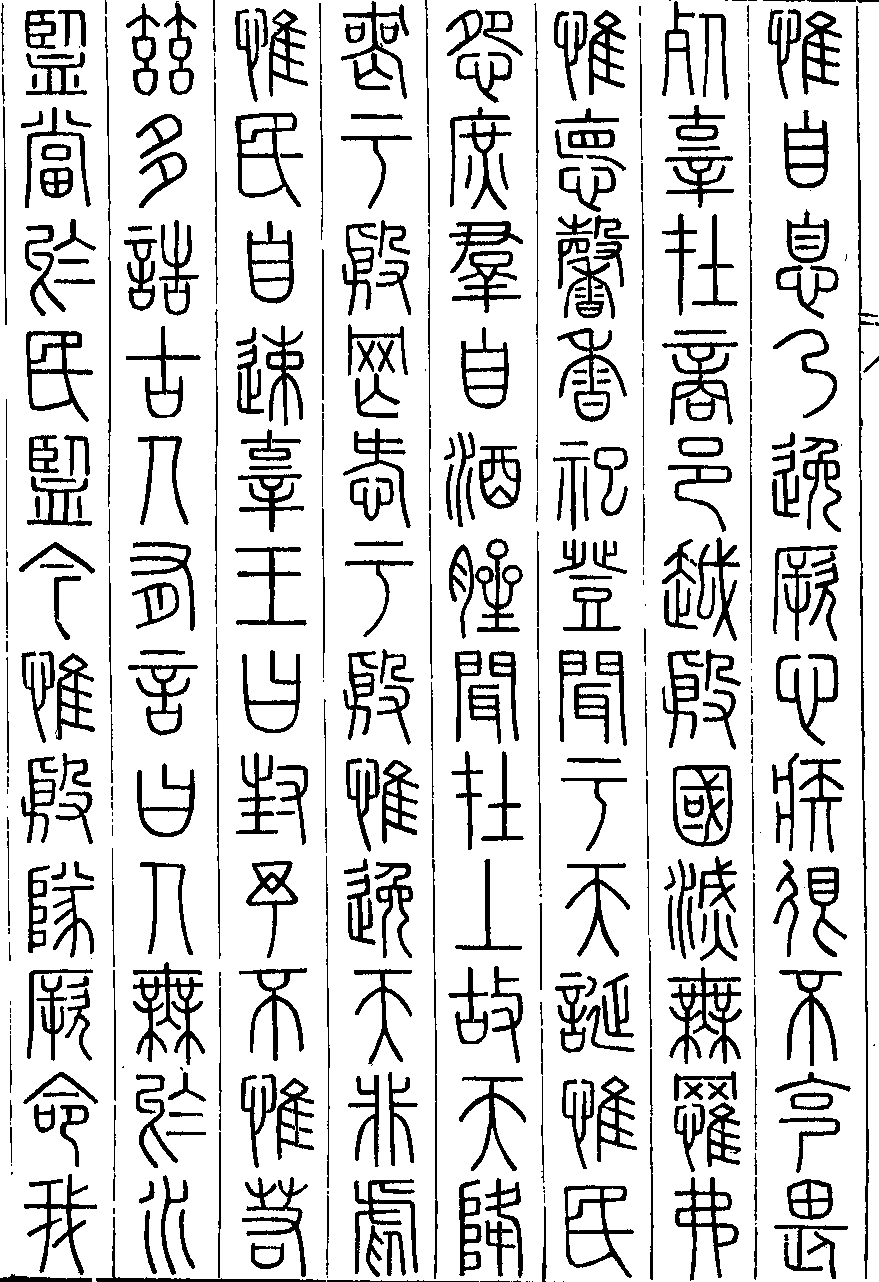 惟自息乃逸厥心疾很不克畏
死辜在商邑越殷國滅無罹弗
惟悳馨香祀登聞于天誕惟民
怨庶羣自酒腥聞在上故天降
喪于殷罔㤅于殷惟逸天非虐
惟民自速辜王曰封予不惟若
茲多誥古人有言曰人無於水
監當於民監今惟殷隊厥命我